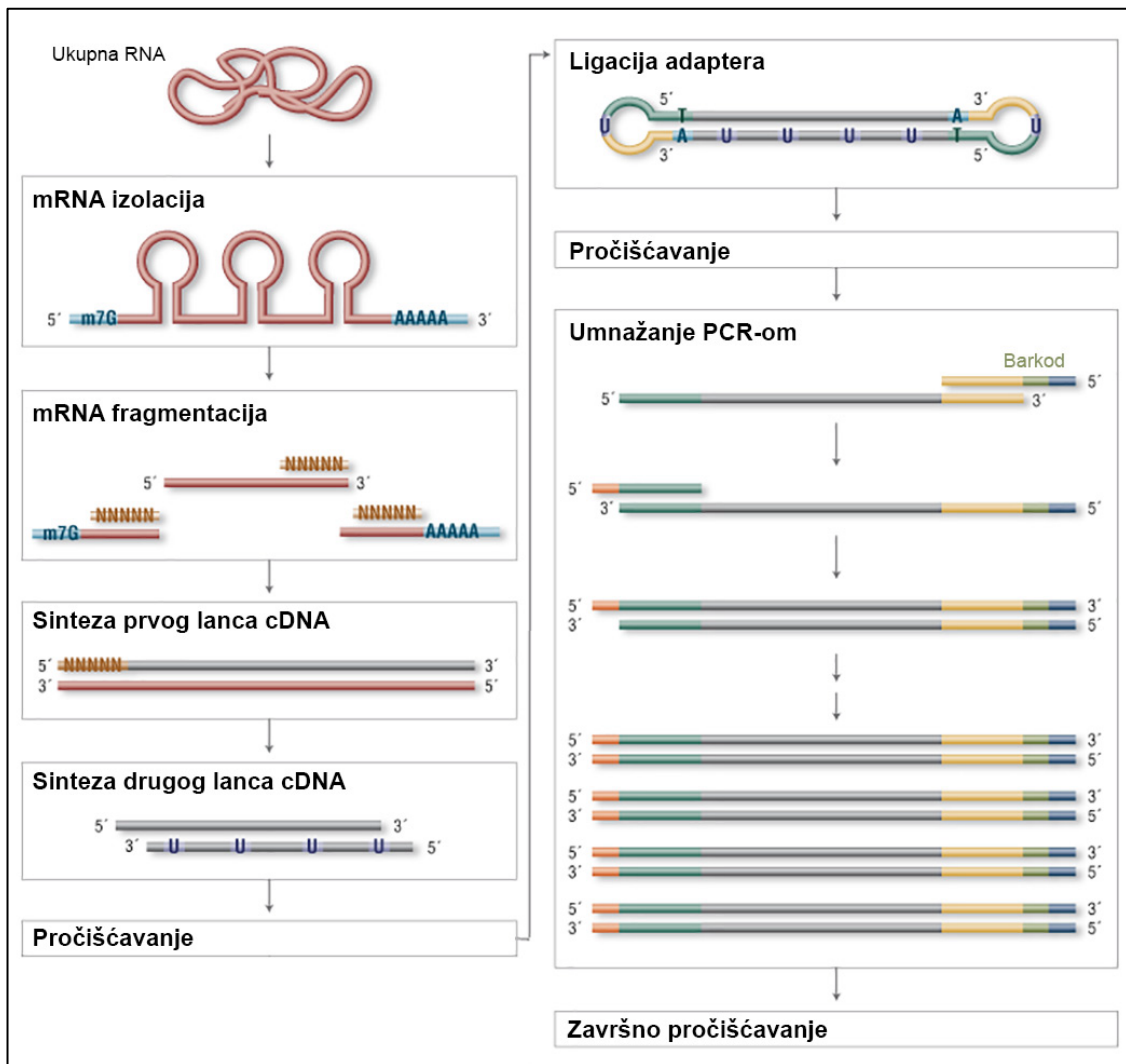 Ukupna RNA
mRNA izolacija
5´ m7G AAAAA 3´
mRNA fragmentacija
NNNNN
5´ 3´
NNNNN NNNNN
m7G AAAAA
Sinteza prvog lanca cDNA
5´ NNNNN 3´
3´ 5´
Sinteza drugog lanca cDNA
5´ 3´
3´ U U U U 5´
Pročišćavanje
Ligacija adaptera
5´ 3´
T A
U U
A U U U U T
3´ 5´
Pročišćavanje
Umnažanje PCR-om
Barkod
5´
5´ 3´
5´
3´ 5´
5´ 3´
3´ 5´
5´ 3´
3´ 5´
5´ 3´
3´ 5´
5´ 3´
3´ 5´
5´ 3´
3´ 5´
Završno pročišćavanje